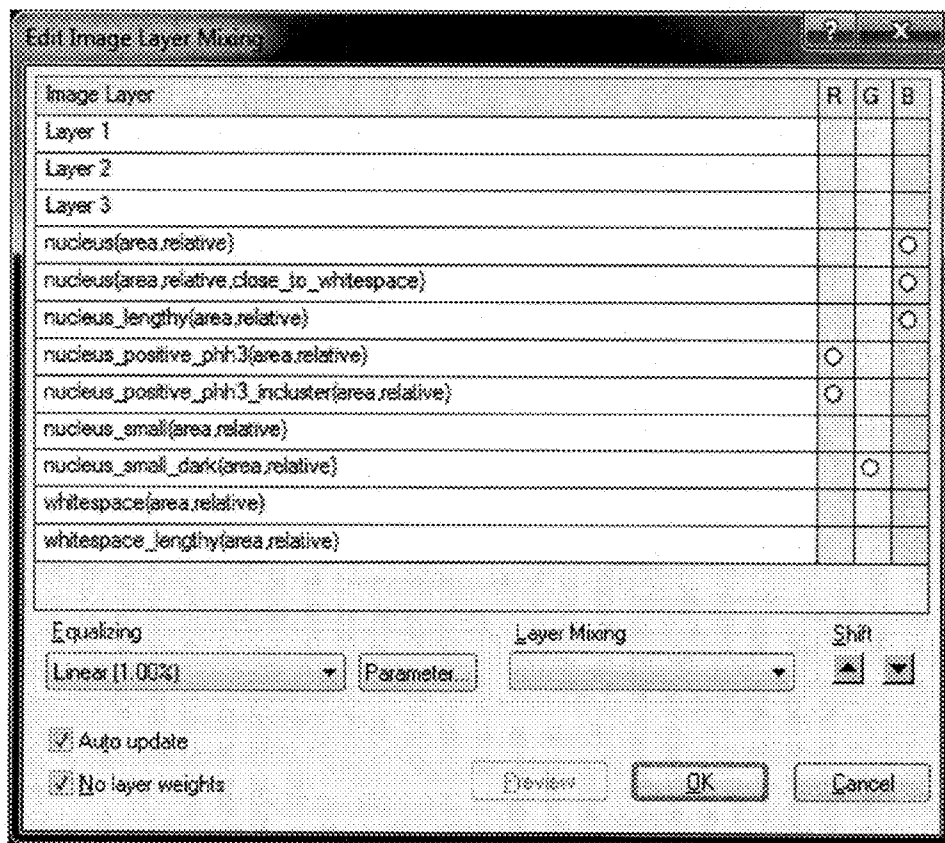 Edit Image Layer Mixing ? X
Image Layer R G B
Layer 1
Layer 2
Layer 3
nucleus(area,relative)
nucleus(area,relative,close_to_whitespace)
nucleus_lengthy(area,relative)
nucleus_positive_phh3(area,relative)
nucleus_positive_phh3_incluster(area,relative)
nucleus_small(area,relative)
nucleus_small_dark(area,relative)
whitespace(area,relative)
whitespace_lengthy(area,relative)
Equalizing Layer Mixing Shift
Linear (1.00%) Parameter...
Auto update
No layer weights Preview OK Cancel